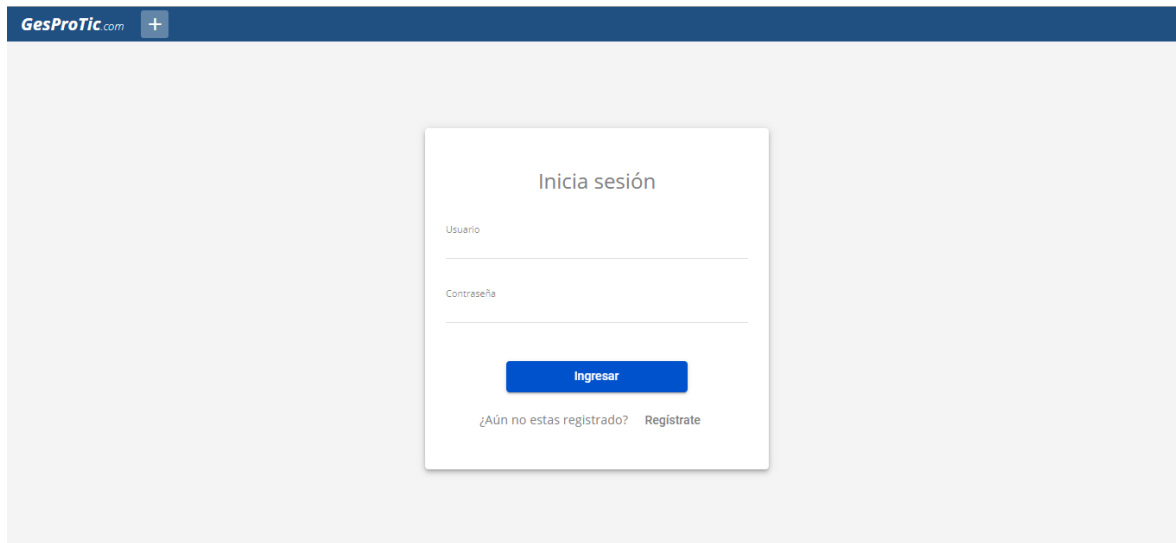 GesProTic.com +
Inicia sesión
Usuario
Contraseña
Ingresar
¿Aún no estas registrado? Regístrate